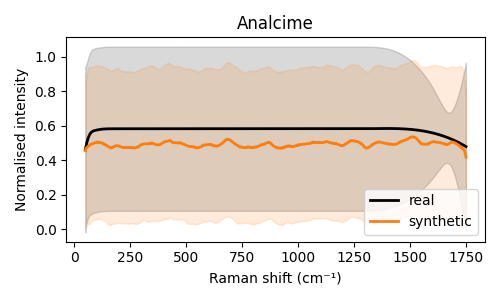 Analcime
Normalised intensity
1.0
0.8
0.6
0.4
0.2
0.0
real
synthetic
0 250 500 750 1000 1250 1500 1750
Raman shift (cm⁻¹)